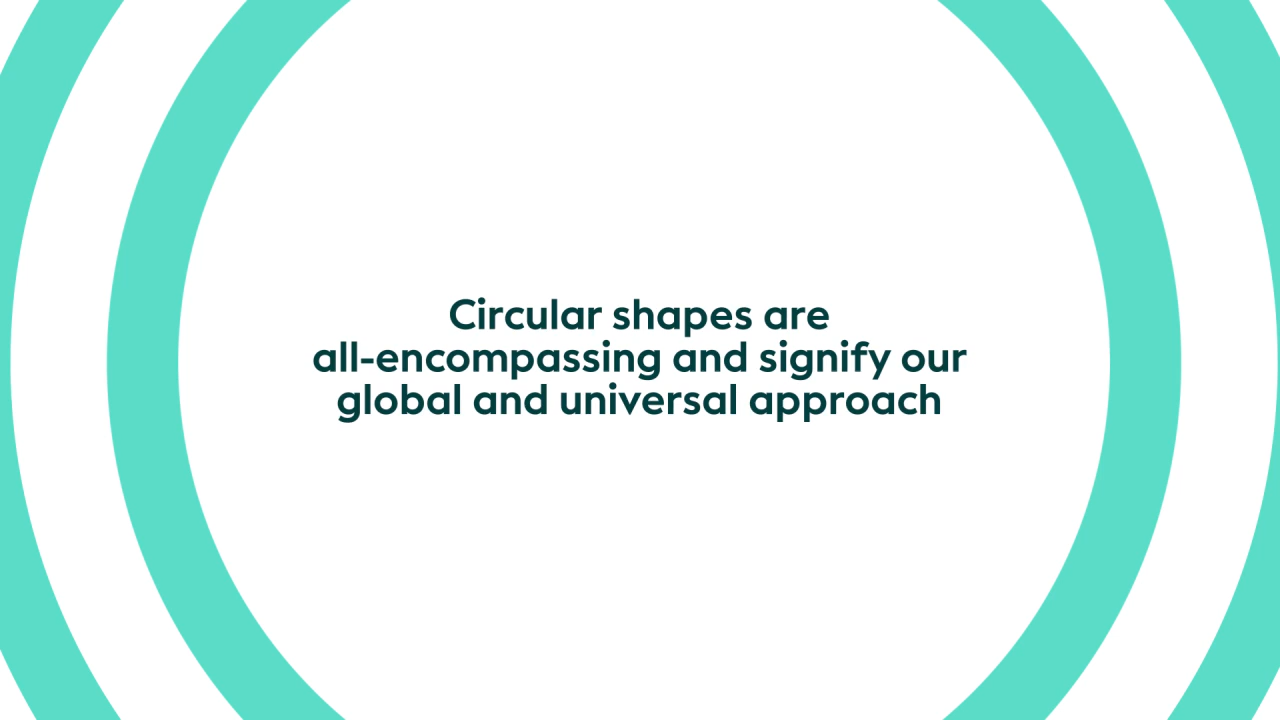 Circular shapes are
all-encompassing and signify our
global and universal approach